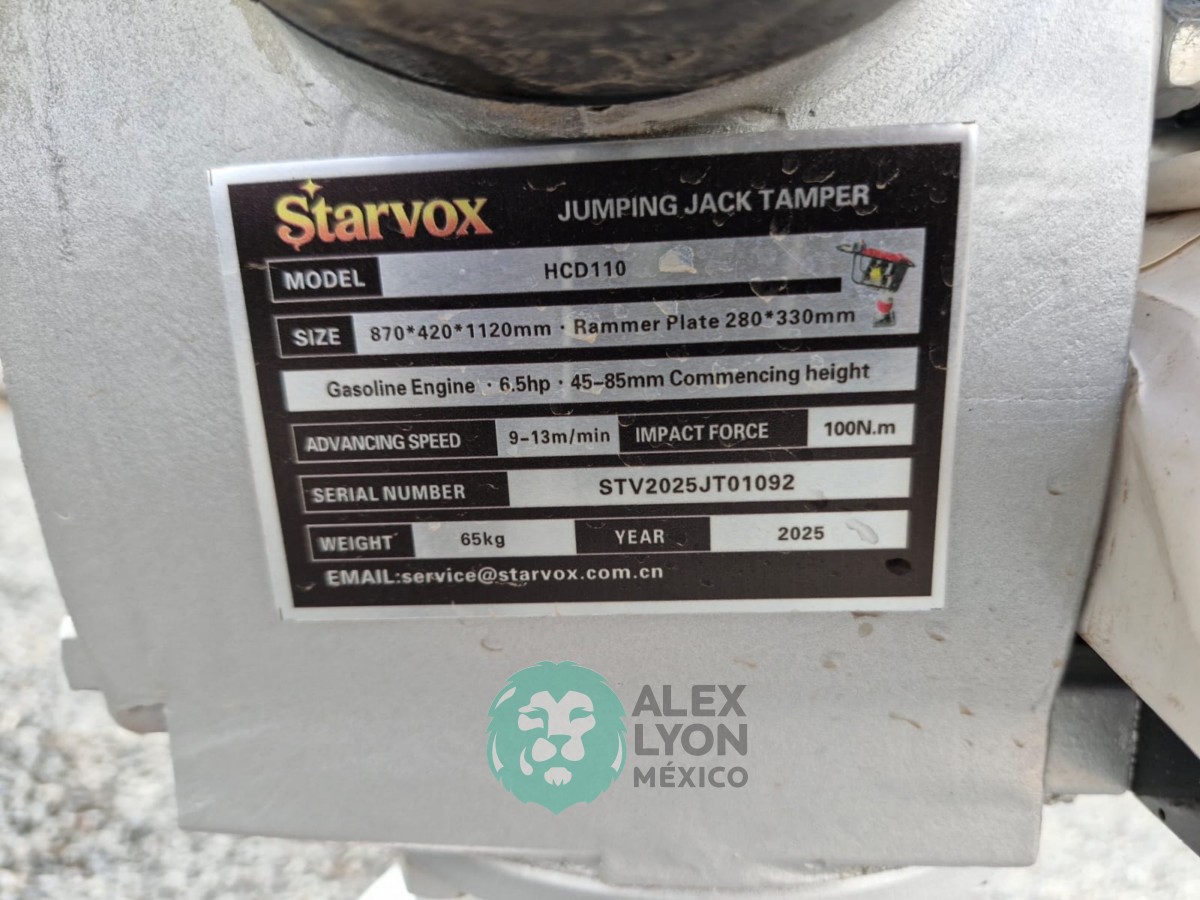 Starvox JUMPING JACK TAMPER
MODEL HCD110
SIZE 870*420*1120mm · Rammer Plate 280*330mm
Gasoline Engine · 6.5hp · 45-85mm Commencing height
ADVANCING SPEED 9-13m/min IMPACT FORCE 100N.m
SERIAL NUMBER STV2025JT01092
WEIGHT 65kg YEAR 2025
EMAIL:service@starvox.com.cn
ALEX
LYON
MÉXICO